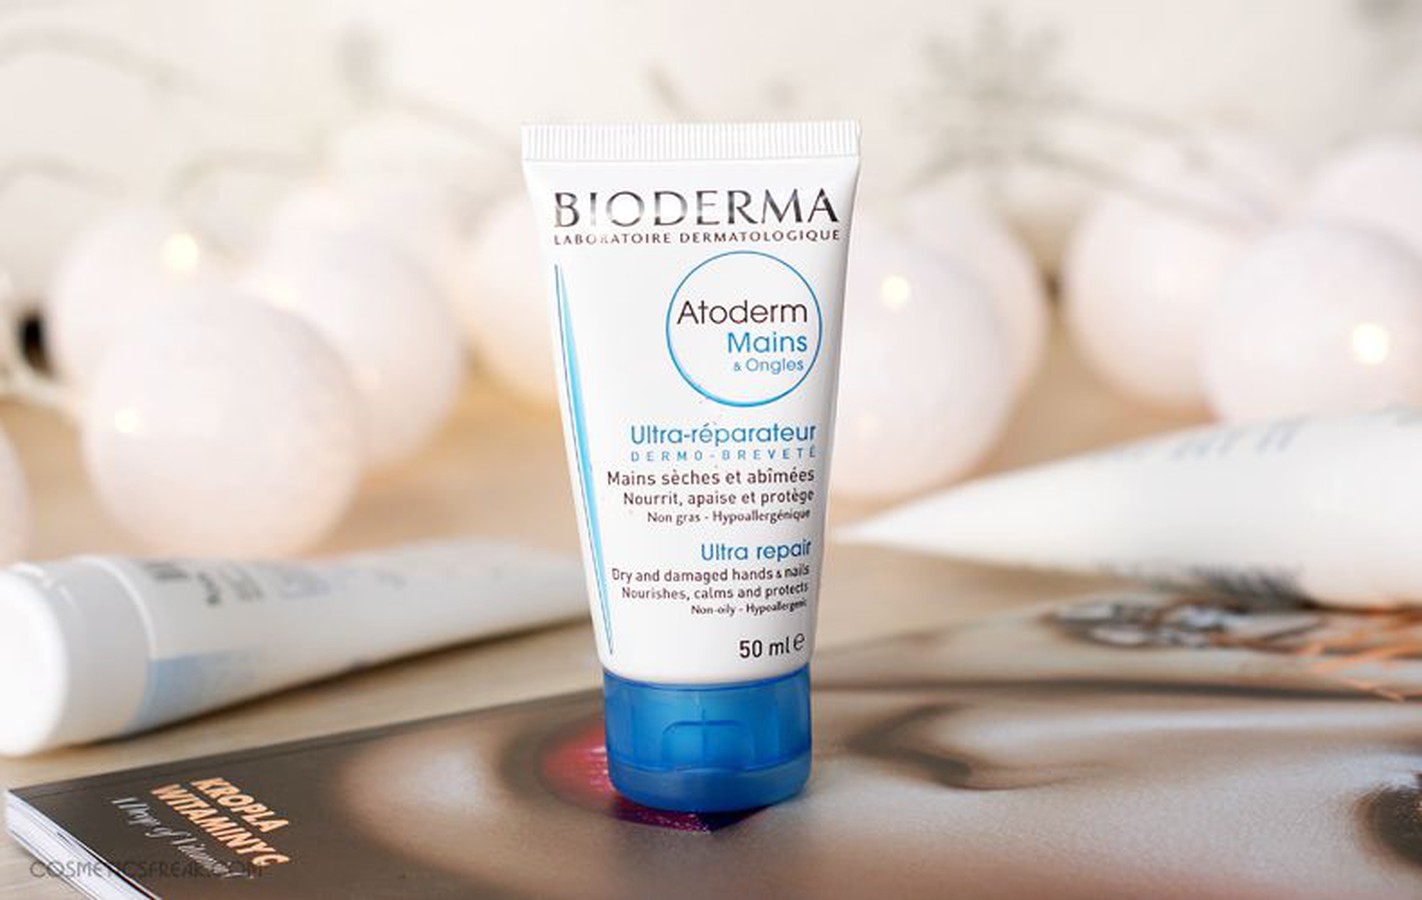 BIODERMA
LABORATOIRE DERMATOLOGIQUE
Atoderm
Mains
& Ongles
Ultra-réparateur
DERMO-BREVETÉ
Mains sèches et abîmées
Nourrit, apaise et protège
Non gras - Hypoallergénique
Ultra repair
Dry and damaged hands & nails
Nourishes, calms and protects
Non-oily - Hypoallergenic
50 ml e
KROPLA
WITAMINY C
of
COSMETICSFREAK.COM